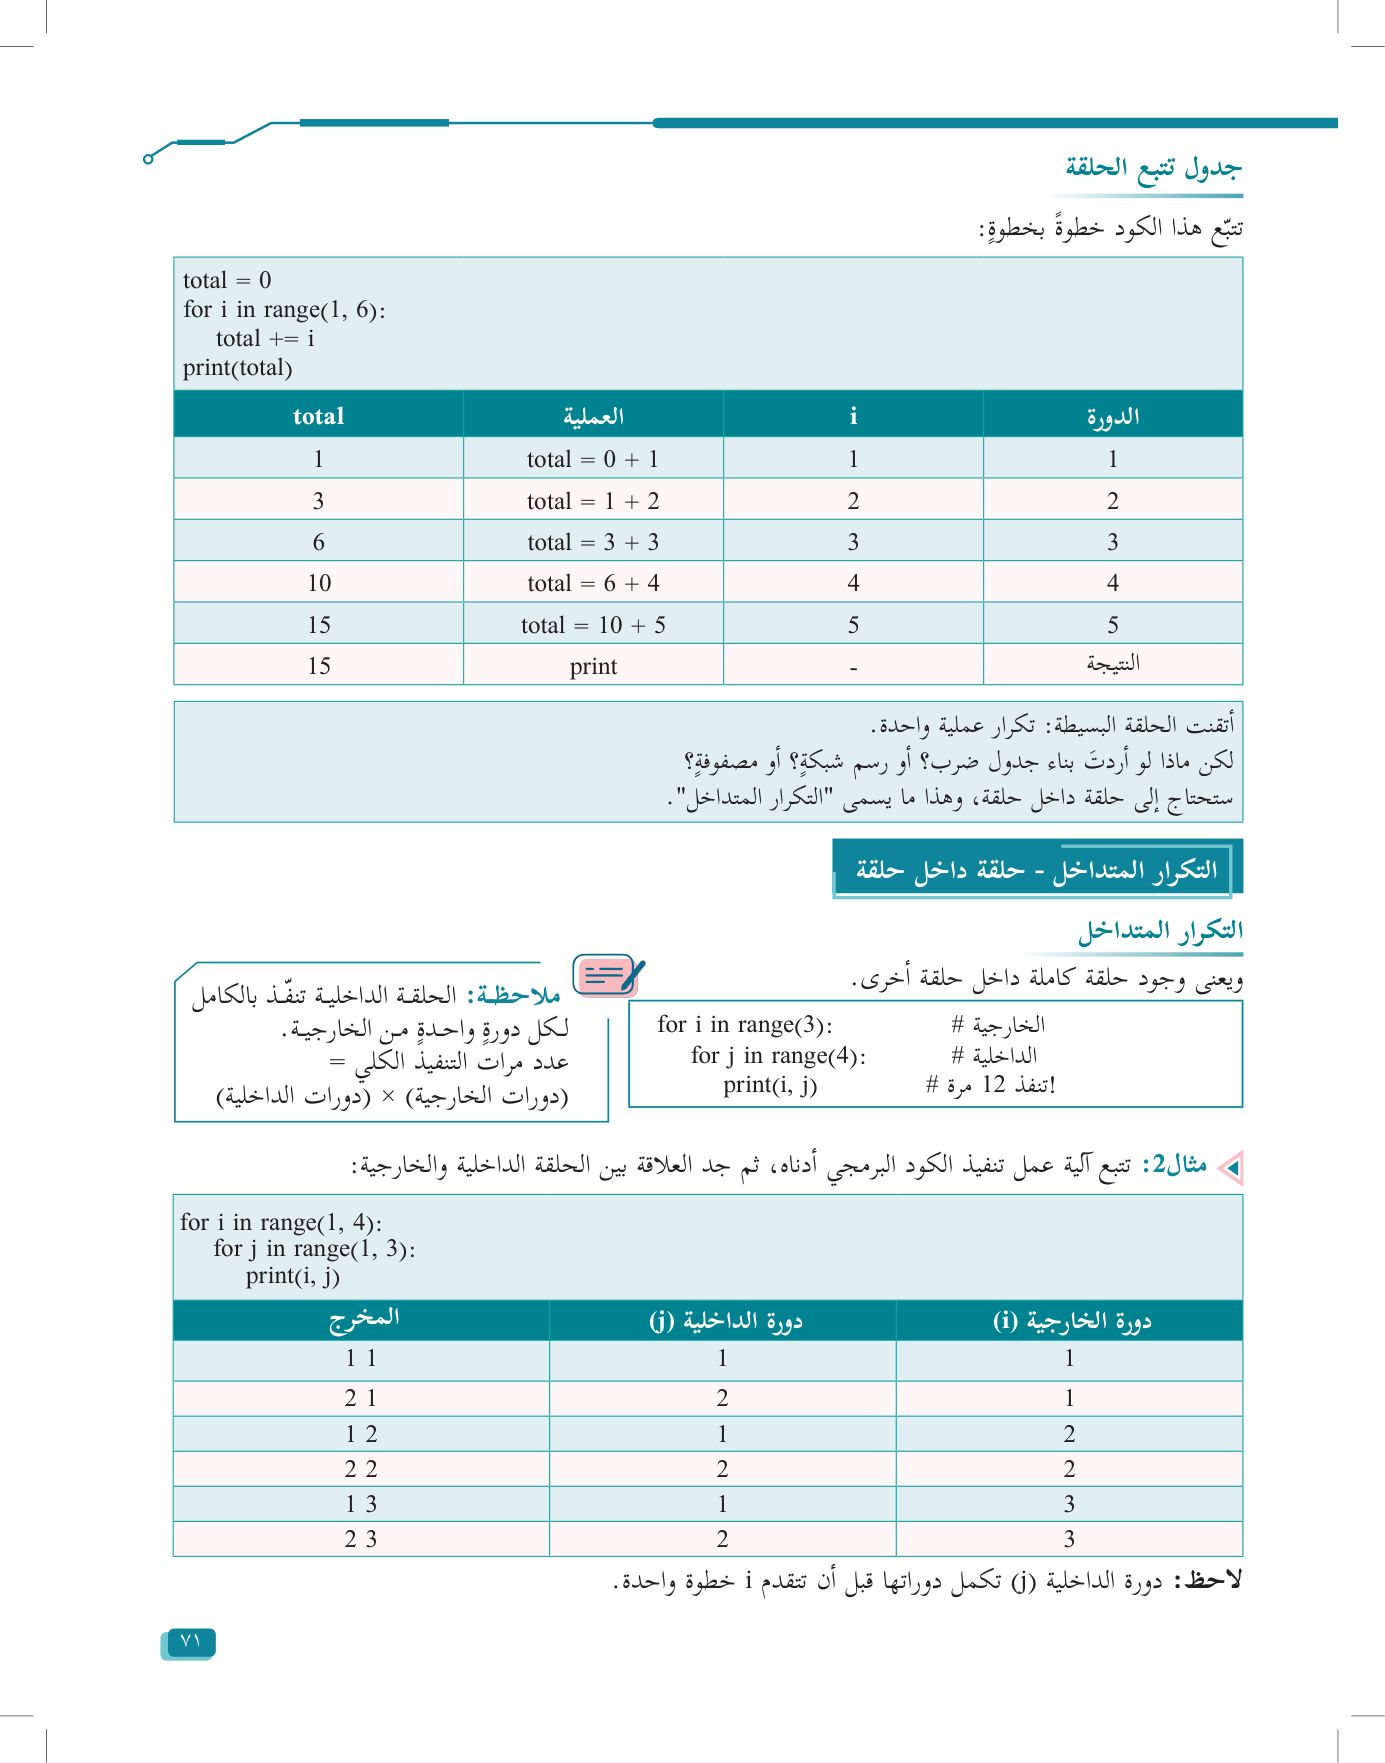 جدول تتبع الحلقة
تتبّع هذا الكود خطوةً بخطوةٍ:
total = 0
for i in range(1, 6):
total += i
print(total)
الدورة i العملية total
1 1 total = 0 + 1 1
2 2 total = 1 + 2 3
3 3 total = 3 + 3 6
4 4 total = 6 + 4 10
5 5 total = 10 + 5 15
النتيجة - print 15
أتقنت الحلقة البسيطة: تكرار عملية واحدة.
لكن ماذا لو أردتَ بناء جدول ضرب؟ أو رسم شبكةٍ؟ أو مصفوفةٍ؟
ستحتاج إلى حلقة داخل حلقة، وهذا ما يسمى "التكرار المتداخل".
التكرار المتداخل - حلقة داخل حلقة
التكرار المتداخل
ويعنى وجود حلقة كاملة داخل حلقة أخرى.
for i in range(3): # الخارجية
for j in range(4): # الداخلية
print(i, j) # تنفذ 12 مرة!
ملاحظة: الحلقة الداخلية تنفّذ بالكامل
لكل دورةٍ واحدةٍ من الخارجية.
عدد مرات التنفيذ الكلي =
(دورات الخارجية) × (دورات الداخلية)
مثال2: تتبع آلية عمل تنفيذ الكود البرمجي أدناه، ثم جد العلاقة بين الحلقة الداخلية والخارجية:
for i in range(1, 4):
for j in range(1, 3):
print(i, j)
دورة الخارجية (i) دورة الداخلية (j) المخرج
1 1 1 1
1 2 2 1
2 1 1 2
2 2 2 2
3 1 1 3
3 2 2 3
لاحظ: دورة الداخلية (j) تكمل دوراتها قبل أن تتقدم i خطوة واحدة.
٧١